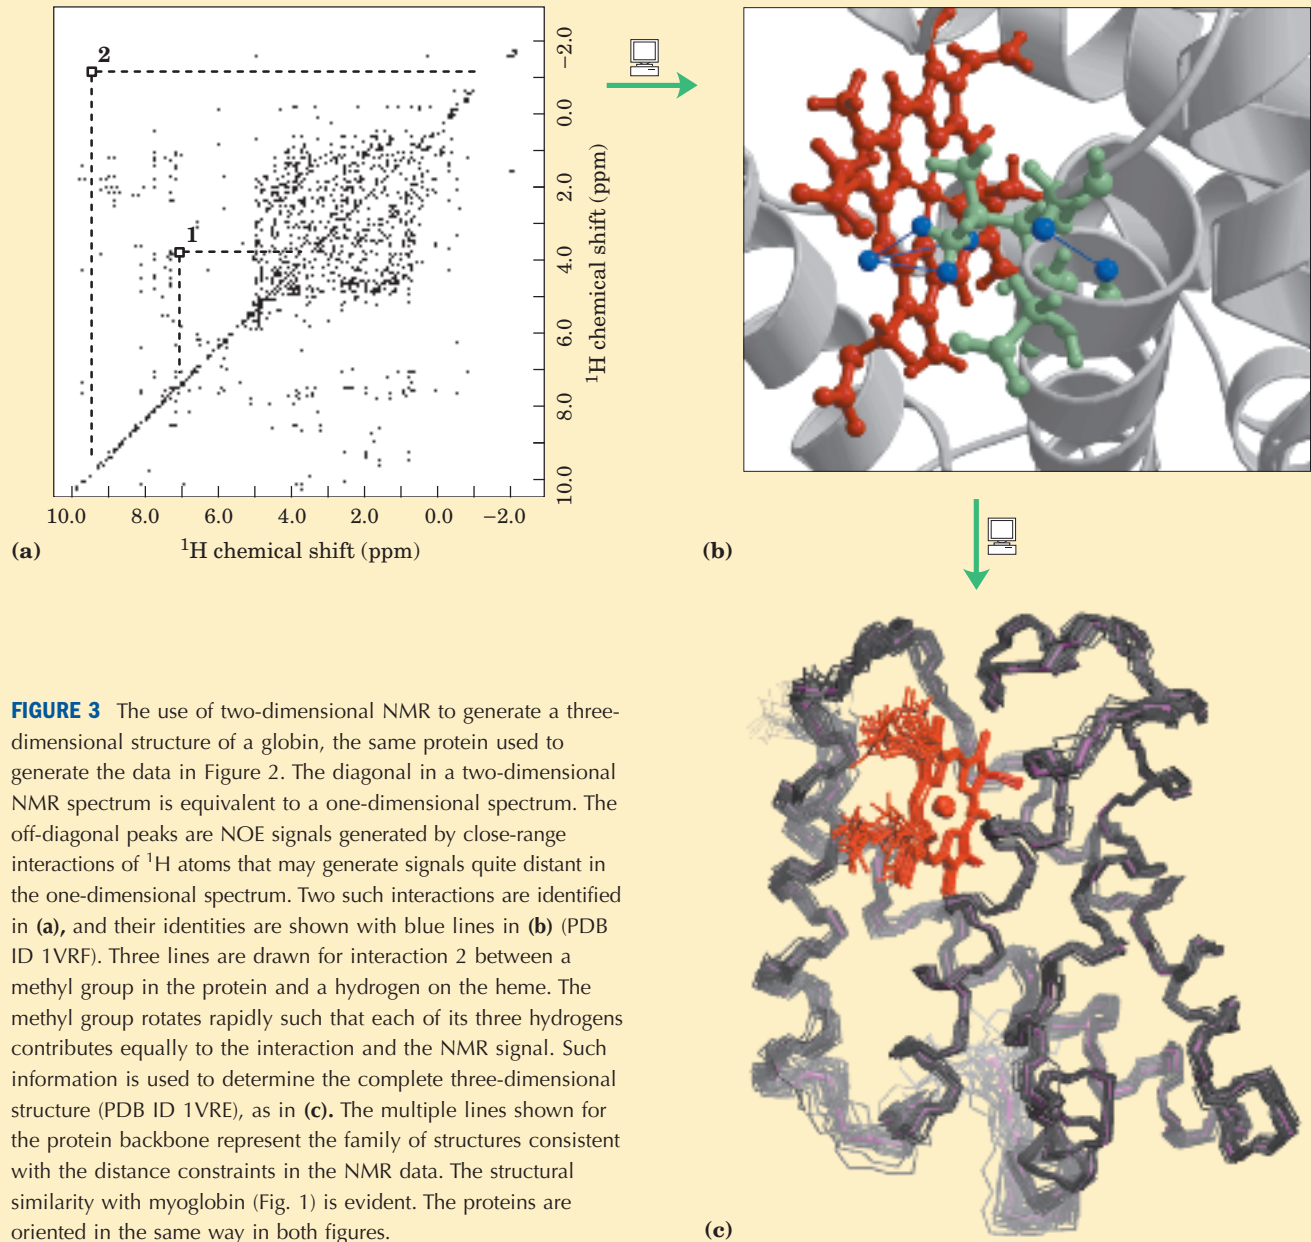 2
1
−2.0
0.0
2.0
4.0
6.0
8.0
10.0
¹H chemical shift (ppm)
10.0 8.0 6.0 4.0 2.0 0.0 −2.0
¹H chemical shift (ppm)
(a)
(b)
FIGURE 3 The use of two-dimensional NMR to generate a three-
dimensional structure of a globin, the same protein used to
generate the data in Figure 2. The diagonal in a two-dimensional
NMR spectrum is equivalent to a one-dimensional spectrum. The
off-diagonal peaks are NOE signals generated by close-range
interactions of ¹H atoms that may generate signals quite distant in
the one-dimensional spectrum. Two such interactions are identified
in (a), and their identities are shown with blue lines in (b) (PDB
ID 1VRF). Three lines are drawn for interaction 2 between a
methyl group in the protein and a hydrogen on the heme. The
methyl group rotates rapidly such that each of its three hydrogens
contributes equally to the interaction and the NMR signal. Such
information is used to determine the complete three-dimensional
structure (PDB ID 1VRE), as in (c). The multiple lines shown for
the protein backbone represent the family of structures consistent
with the distance constraints in the NMR data. The structural
similarity with myoglobin (Fig. 1) is evident. The proteins are
oriented in the same way in both figures.
(c)